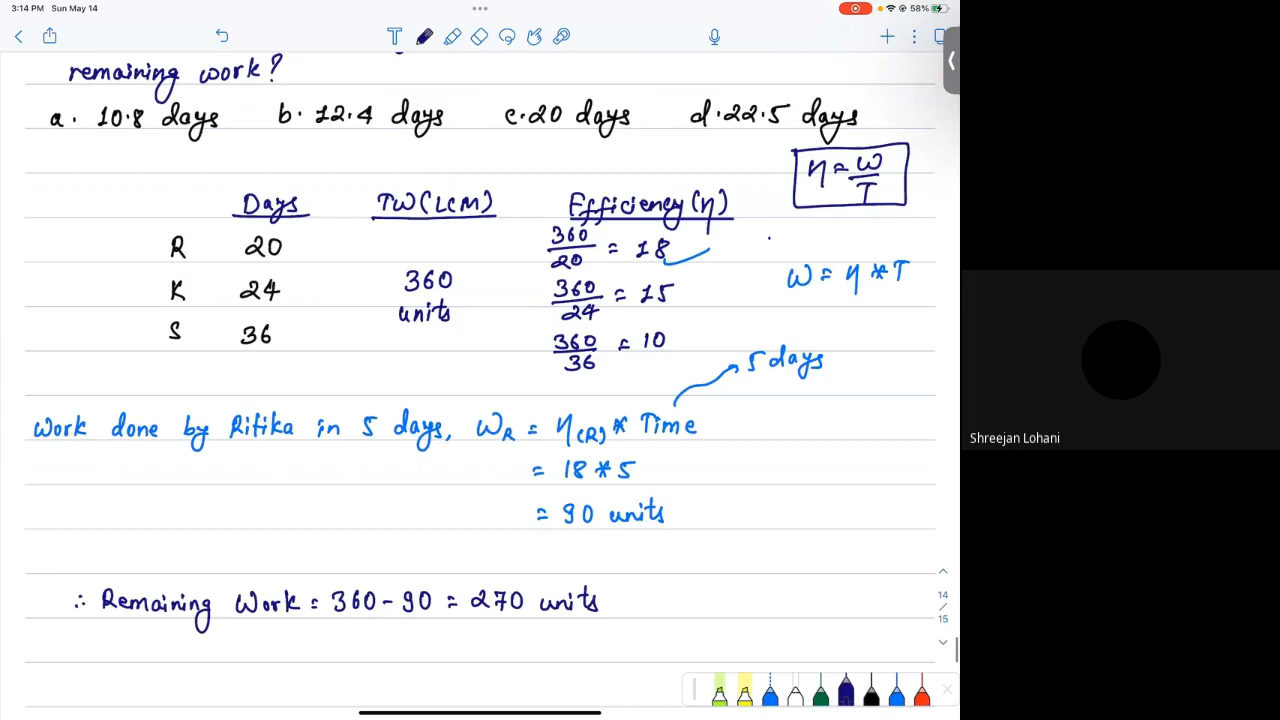 3:14 PM Sun May 14
58%
T
remaining work?
a. 10.8 days b. 12.4 days c. 20 days d. 22.5 days
η = W/T
Days TW(LCM) Efficiency(η)
R 20 360/20 = 18
W = η * T
K 24 360 units 360/24 = 15
S 36 360/36 = 10
5 days
Work done by Ritika in 5 days, WR = η(R) * Time
= 18 * 5
= 90 units
∴ Remaining Work = 360 - 90 = 270 units
14
/
15
Shreejan Lohani